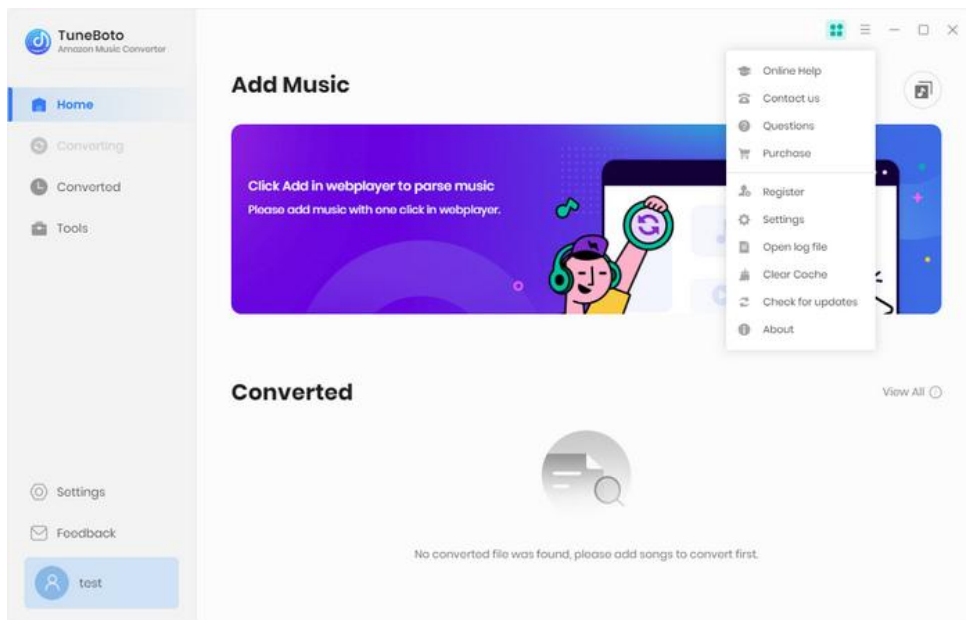 TuneBoto
Amazon Music Converter
Home
Converting
Converted
Tools
Settings
Feedback
test
Add Music
Click Add in webplayer to parse music
Please add music with one click in webplayer.
Online Help
Contact us
Questions
Purchase
Register
Settings
Open log file
Clear Cache
Check for updates
About
Converted
View All
No converted file was found, please add songs to convert first.